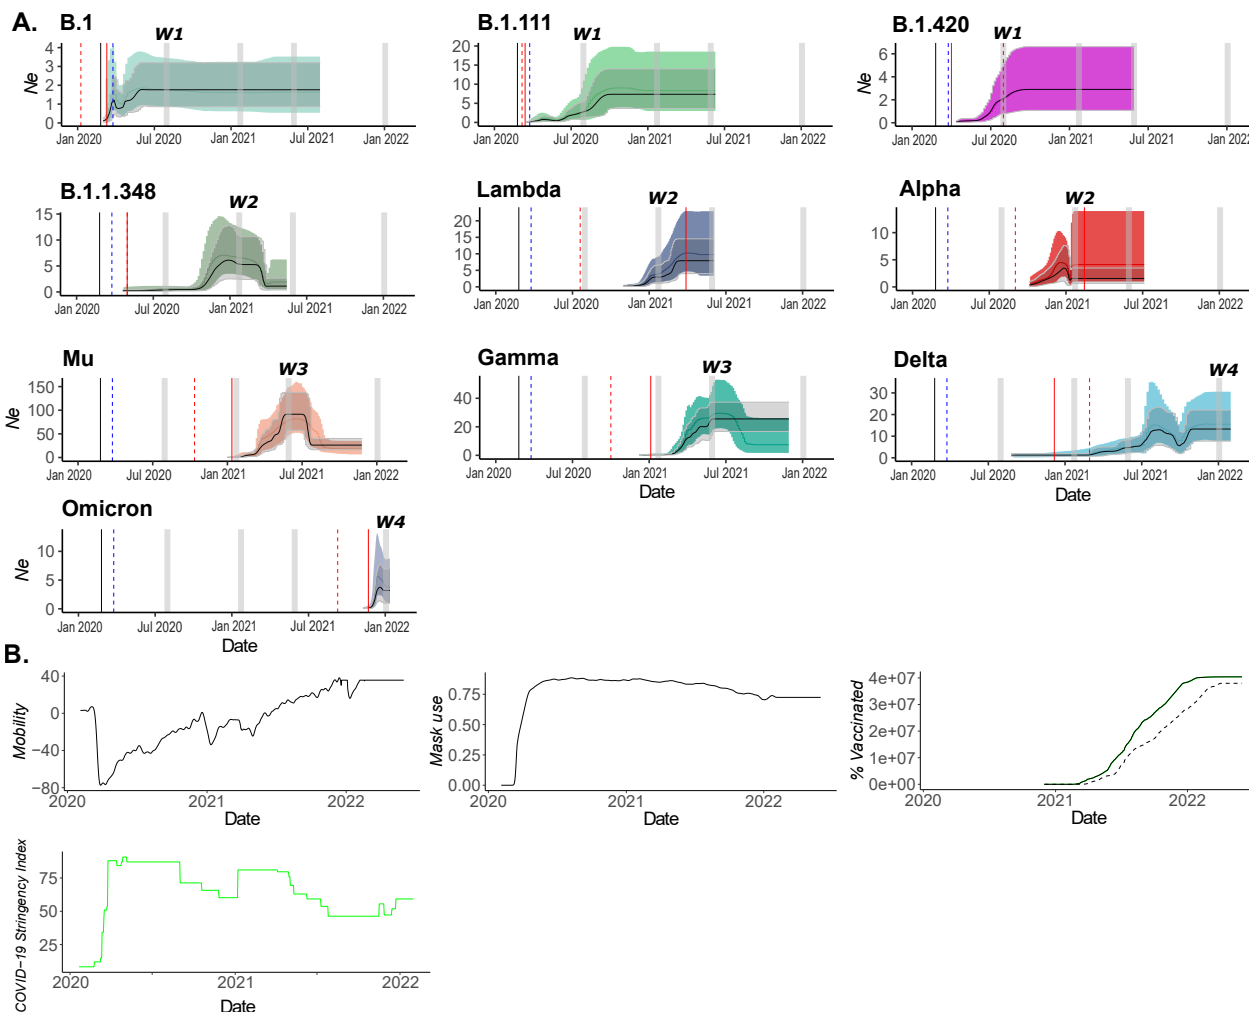 A.
B.1
W1
Ne
4
3
2
1
0
Jan 2020
Jul 2020
Jan 2021
Jul 2021
Jan 2022
B.1.111
W1
20
15
10
5
0
Jan 2020
Jul 2020
Jan 2021
Jul 2021
Jan 2022
B.1.420
W1
Ne
6
4
2
0
Jan 2020
Jul 2020
Jan 2021
Jul 2021
Jan 2022
B.1.1.348
W2
15
10
5
0
Jan 2020
Jul 2020
Jan 2021
Jul 2021
Jan 2022
Lambda
W2
20
15
10
5
0
Jan 2020
Jul 2020
Jan 2021
Jul 2021
Jan 2022
Alpha
W2
10
5
0
Jan 2020
Jul 2020
Jan 2021
Jul 2021
Jan 2022
Mu
W3
Ne
150
100
50
0
Jan 2020
Jul 2020
Jan 2021
Jul 2021
Jan 2022
Gamma
W3
40
20
0
Jan 2020
Jul 2020
Jan 2021
Jul 2021
Jan 2022
Date
Delta
W4
30
20
10
0
Jan 2020
Jul 2020
Jan 2021
Jul 2021
Jan 2022
Date
Omicron
W4
Ne
10
5
0
Jan 2020
Jul 2020
Jan 2021
Jul 2021
Jan 2022
Date
B.
Mobility
40
0
−40
−80
2020
2021
2022
Date
Mask use
0.75
0.50
0.25
0.00
2020
2021
2022
Date
% Vaccinated
4e+07
3e+07
2e+07
1e+07
0e+00
2020
2021
2022
Date
COVID−19 Stringency Index
75
50
25
2020
2021
2022
Date